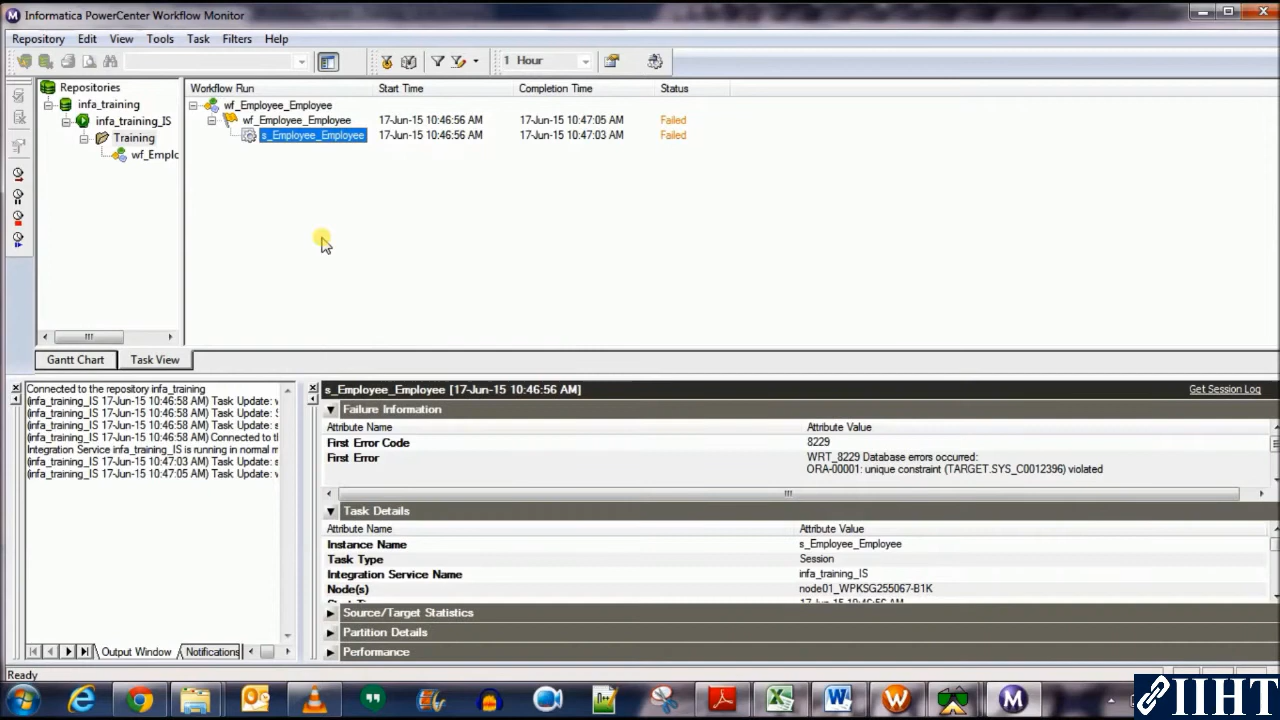 Informatica PowerCenter Workflow Monitor
Repository Edit View Tools Task Filters Help
1 Hour
Repositories
infa_training
infa_training_IS
Training
wf_Emplc
Workflow Run Start Time Completion Time Status
wf_Employee_Employee
wf_Employee_Employee 17-Jun-15 10:46:56 AM 17-Jun-15 10:47:05 AM Failed
s_Employee_Employee 17-Jun-15 10:46:56 AM 17-Jun-15 10:47:03 AM Failed
Gantt Chart Task View
Connected to the repository infa_training
(infa_training_IS 17-Jun-15 10:46:58 AM) Task Update:
(infa_training_IS 17-Jun-15 10:46:58 AM) Task Update:
(infa_training_IS 17-Jun-15 10:46:58 AM) Task Update:
(infa_training_IS 17-Jun-15 10:46:58 AM) Connected to
Integration Service infa_training_IS is running in normal
(infa_training_IS 17-Jun-15 10:47:03 AM) Task Update:
(infa_training_IS 17-Jun-15 10:47:05 AM) Task Update:
Output Window Notifications
s_Employee_Employee [17-Jun-15 10:46:56 AM] Get Session Log
Failure Information
Attribute Name Attribute Value
First Error Code 8229
First Error WRT_8229 Database errors occurred:
ORA-00001: unique constraint (TARGET.SYS_C0012396) violated
Task Details
Attribute Name Attribute Value
Instance Name s_Employee_Employee
Task Type Session
Integration Service Name infa_training_IS
Node(s) node01_WPKSG255067-B1K
Source/Target Statistics
Partition Details
Performance
Ready
IIHT